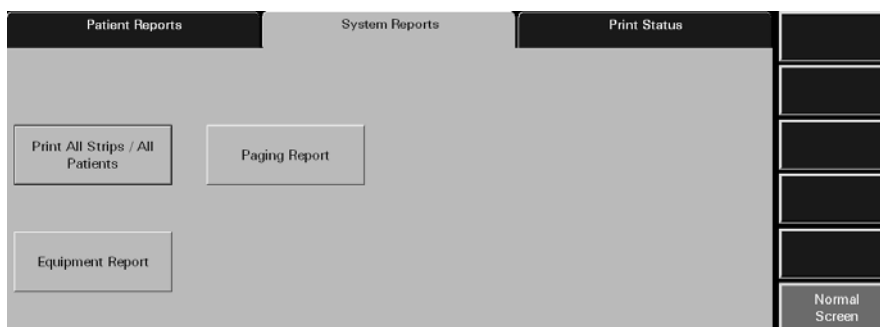 Patient Reports
System Reports
Print Status
Print All Strips / All
Patients
Paging Report
Equipment Report
Normal
Screen